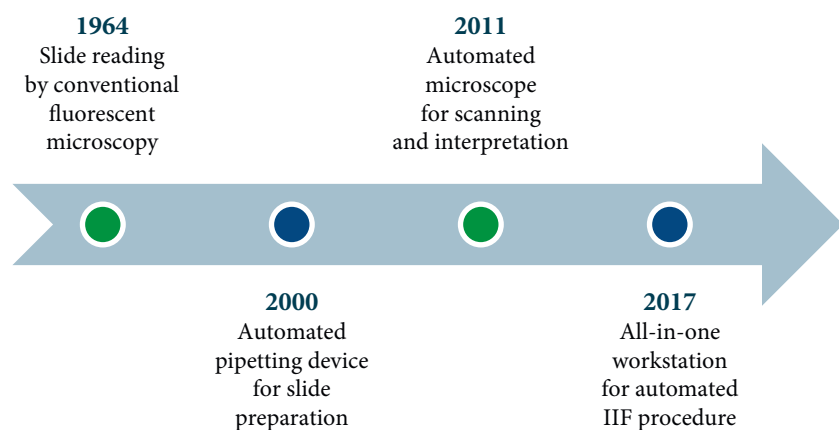 1964
Slide reading
by conventional
fluorescent
microscopy
2011
Automated
microscope
for scanning
and interpretation
2000
Automated
pipetting device
for slide
preparation
2017
All-in-one
workstation
for automated
IIF procedure